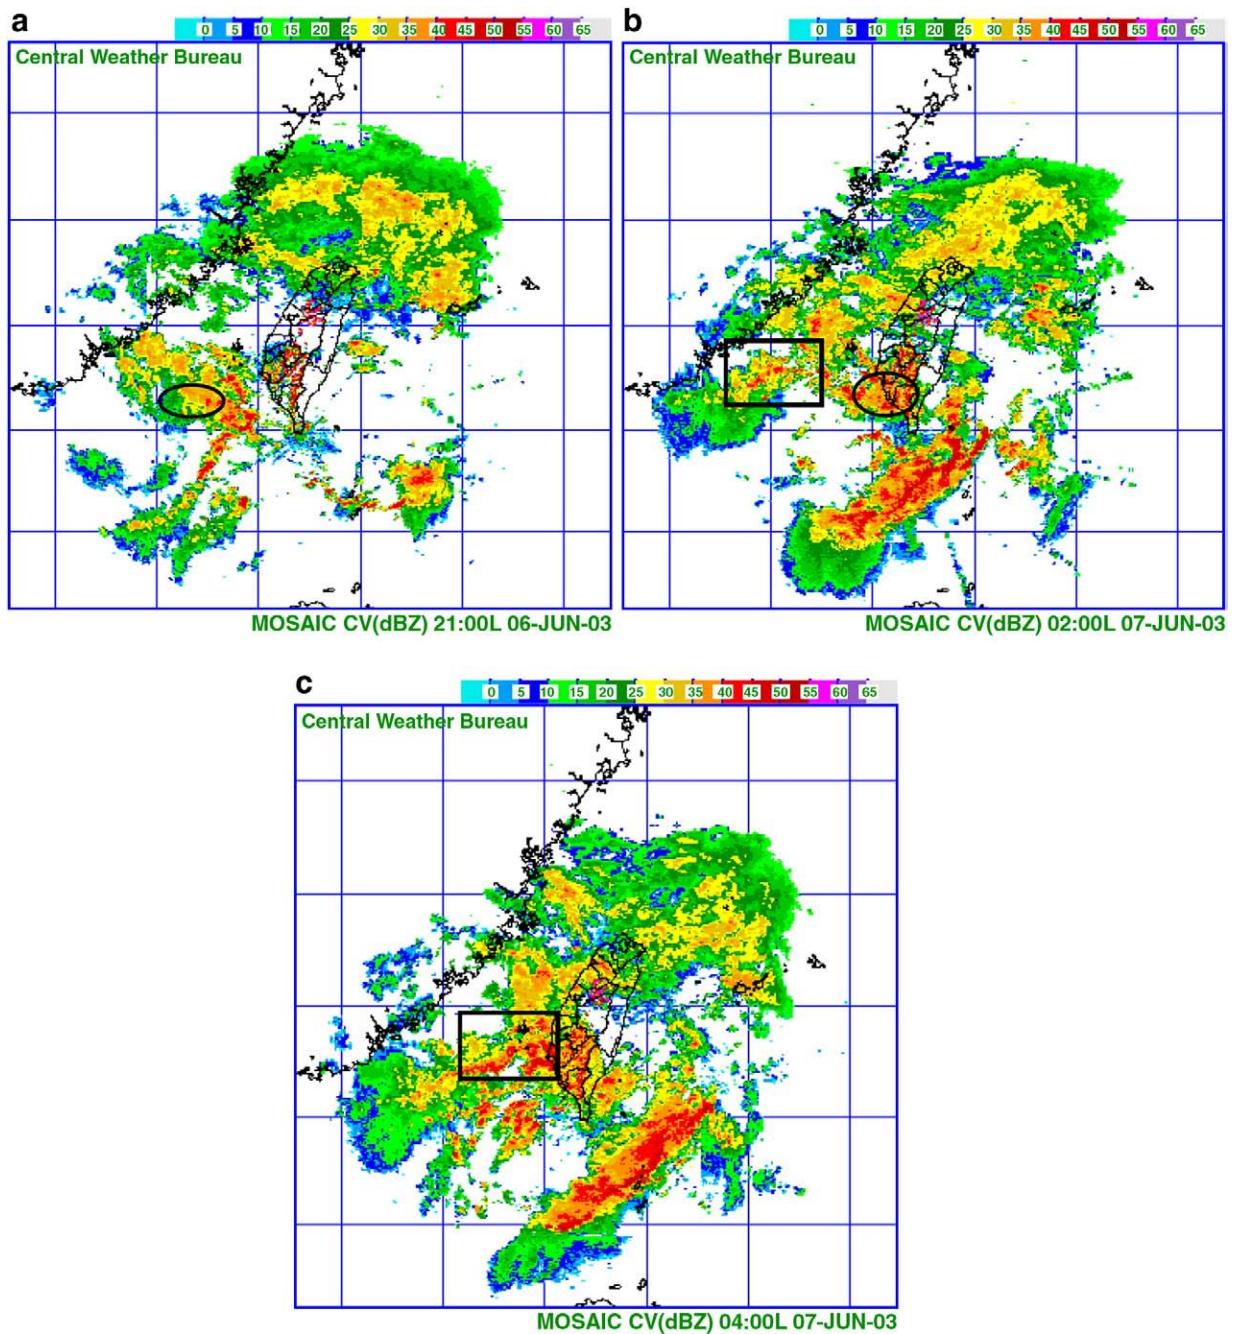 a
0 5 10 15 20 25 30 35 40 45 50 55 60 65
Central Weather Bureau
MOSAIC CV(dBZ) 21:00L 06-JUN-03
b
0 5 10 15 20 25 30 35 40 45 50 55 60 65
Central Weather Bureau
MOSAIC CV(dBZ) 02:00L 07-JUN-03
c
0 5 10 15 20 25 30 35 40 45 50 55 60 65
Central Weather Bureau
MOSAIC CV(dBZ) 04:00L 07-JUN-03